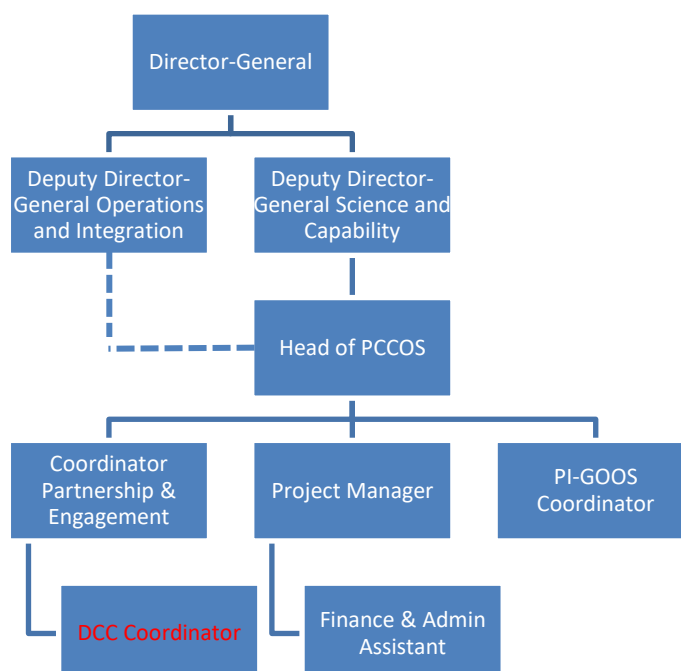 Director-General
Deputy Director-
General Operations
and Integration
Deputy Director-
General Science and
Capability
Head of PCCOS
Coordinator
Partnership &
Engagement
Project Manager
PI-GOOS
Coordinator
DCC Coordinator
Finance & Admin
Assistant